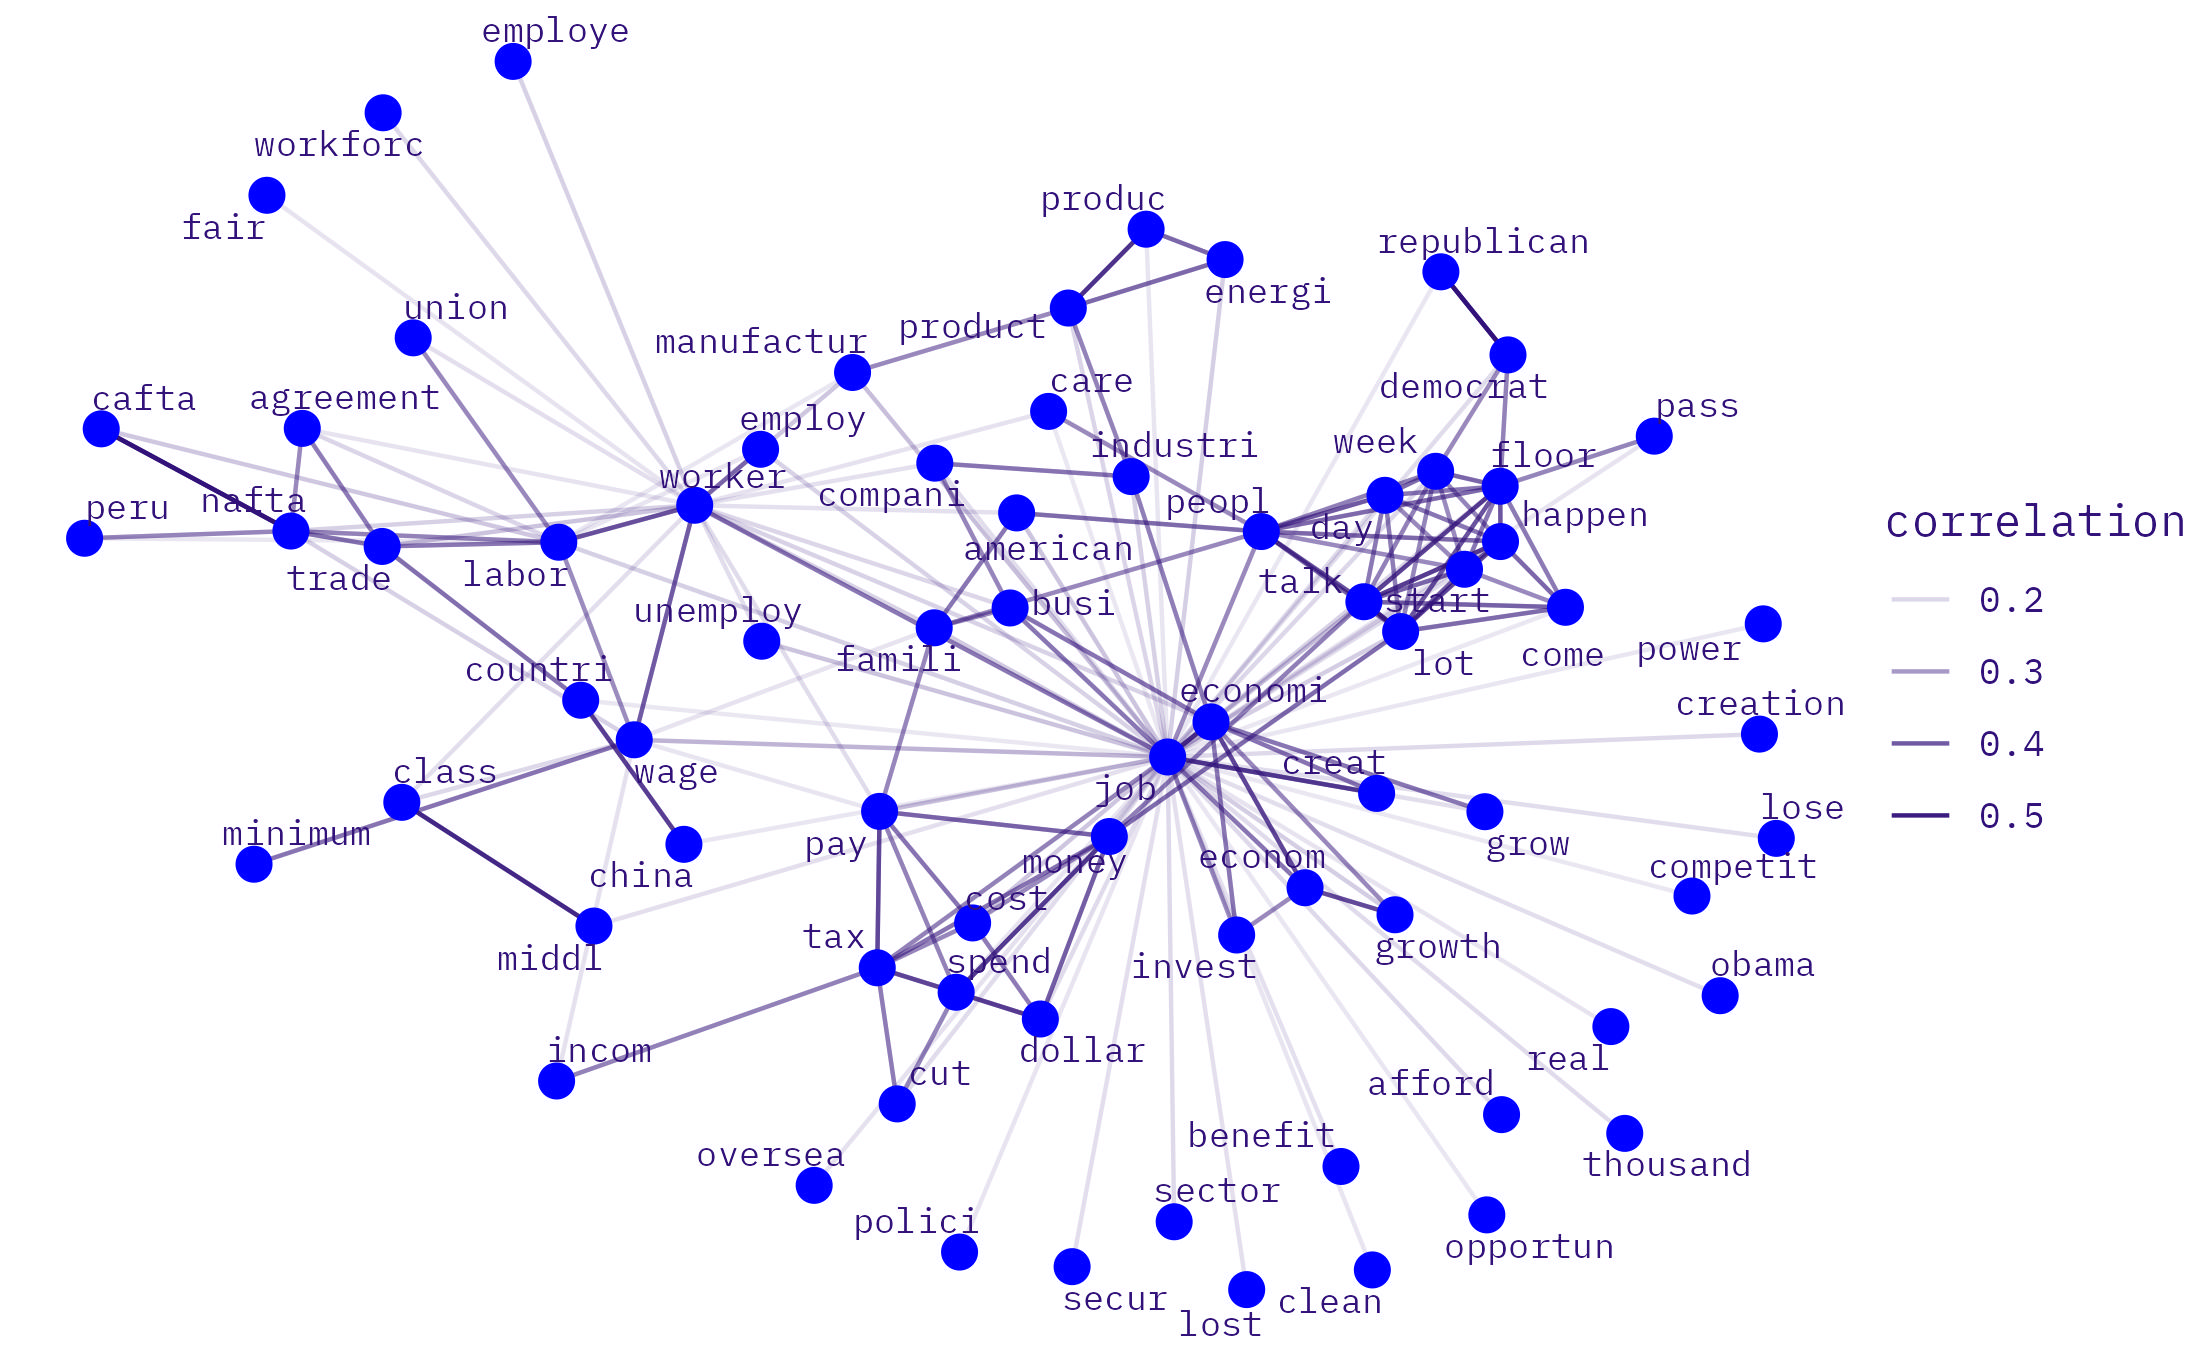 employe
workforc
fair
produc
republican
energi
union
product
manufactur
care
democrat
cafta
agreement
employ
pass
week
industri
floor
worker
compani
peopl
nafta
peru
happen
day
american
correlation
trade
labor
talk
start
0.2
unemploy
busi
famili
lot
come
power
countri
0.3
economi
creation
wage
class
creat
0.4
job
lose
minimum
pay
money
econom
grow
0.5
china
competit
cost
tax
growth
middl
spend
invest
obama
incom
dollar
real
cut
afford
oversea
benefit
thousand
sector
polici
opportun
secur
clean
lost